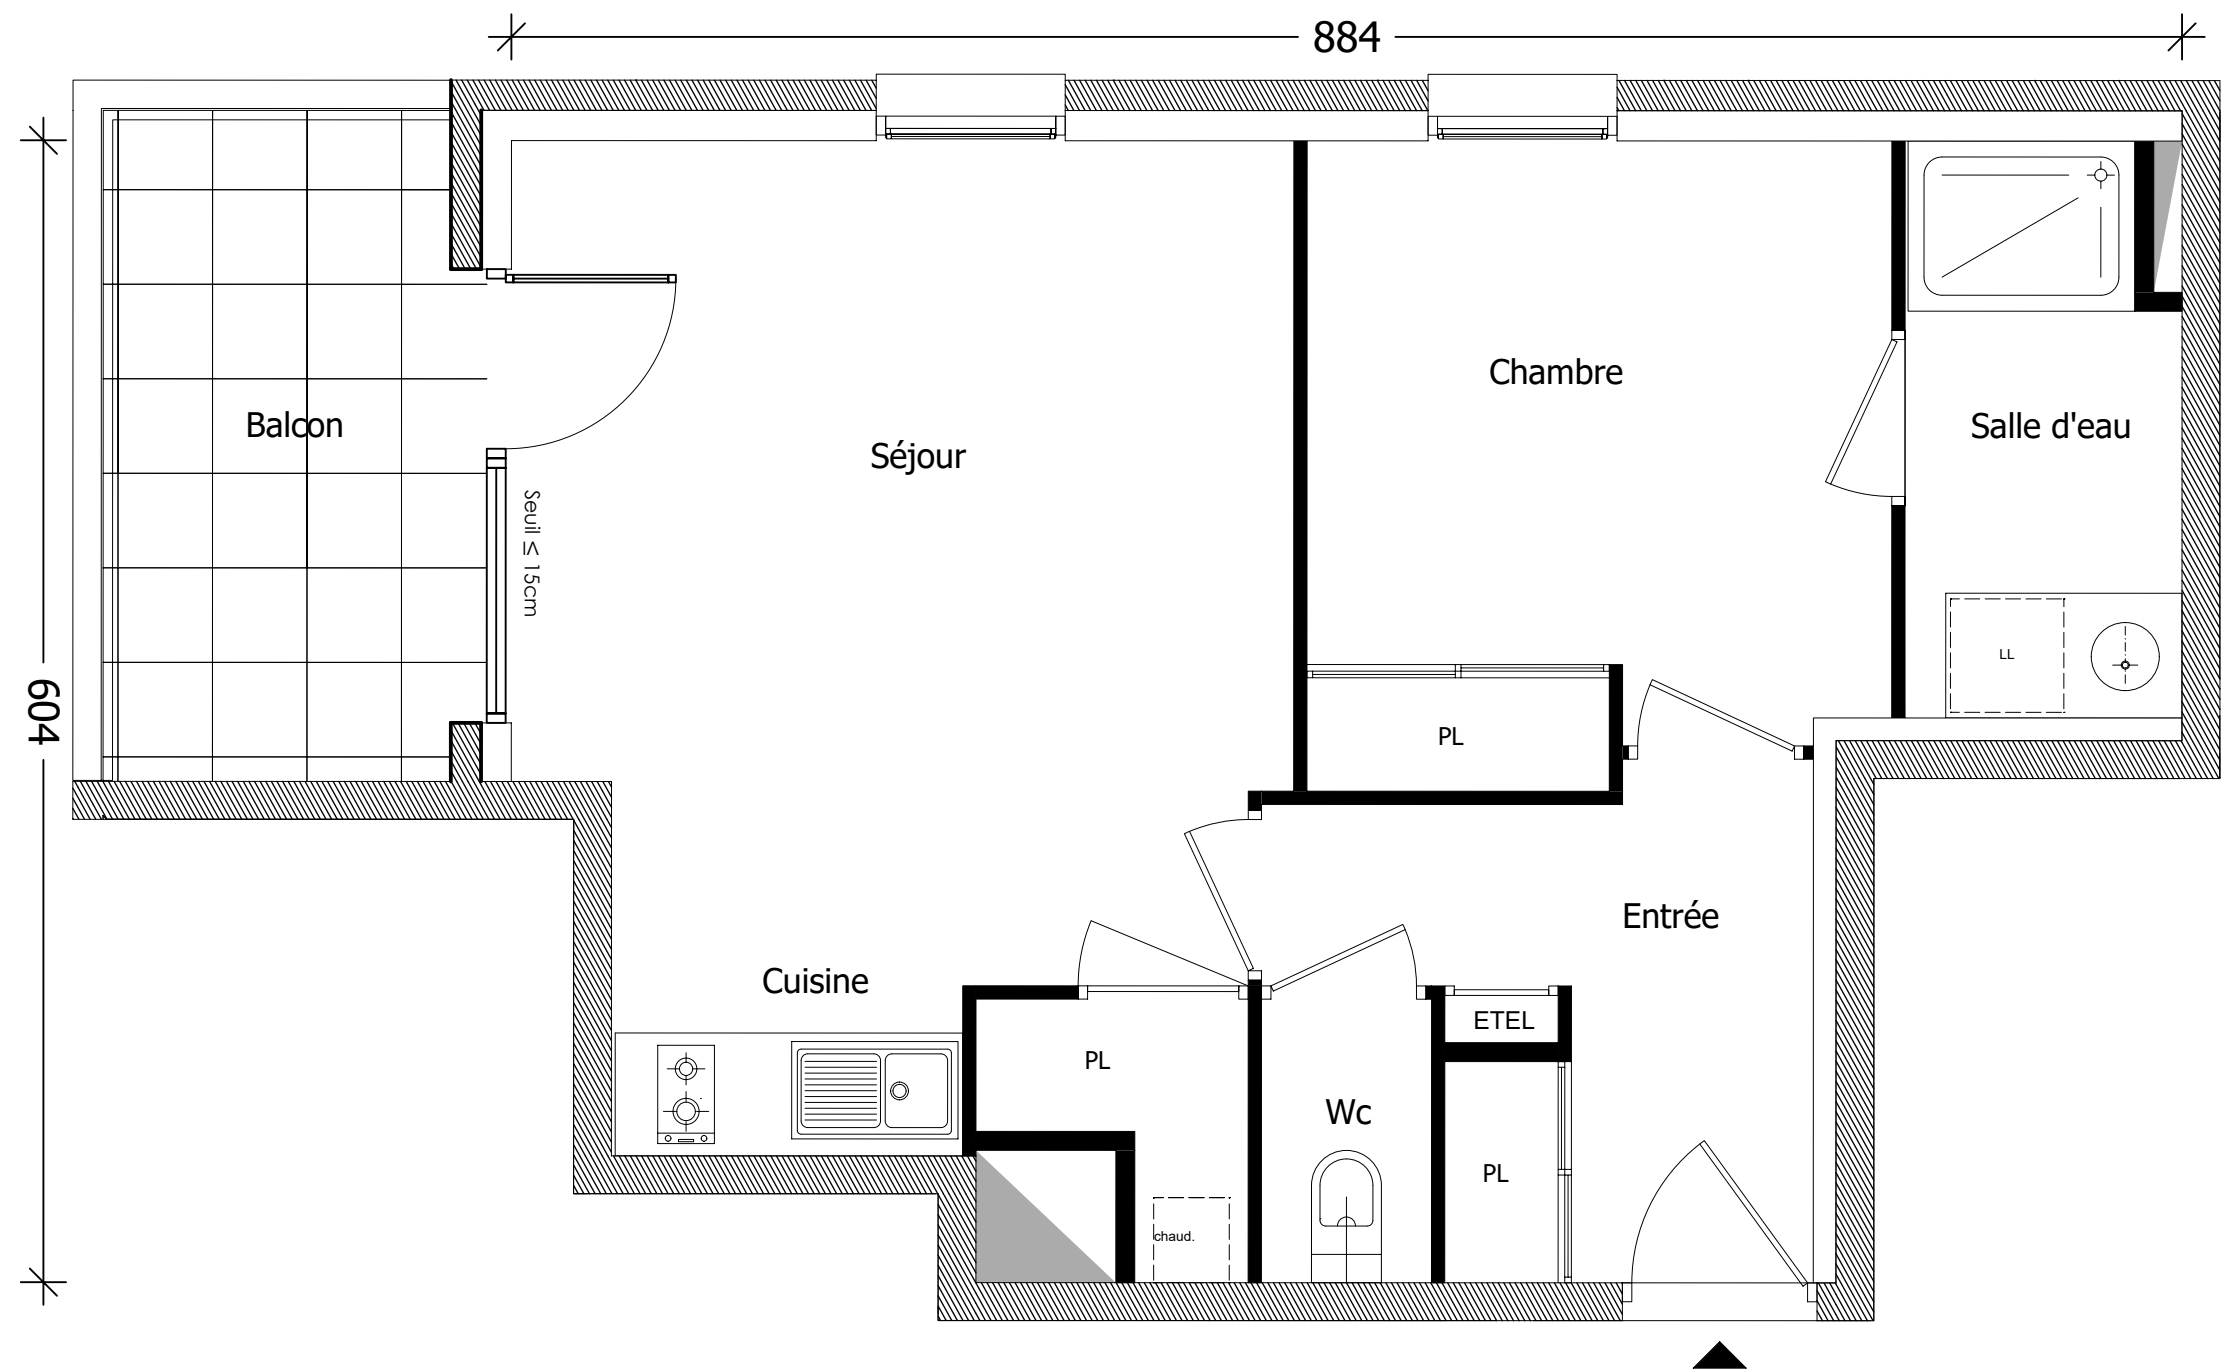 884
Chambre
Balcon
Salle d'eau
Séjour
Seuil ≤ 15cm
LL
604
PL
Entrée
Cuisine
ETEL
PL
Wc
PL
chaud.